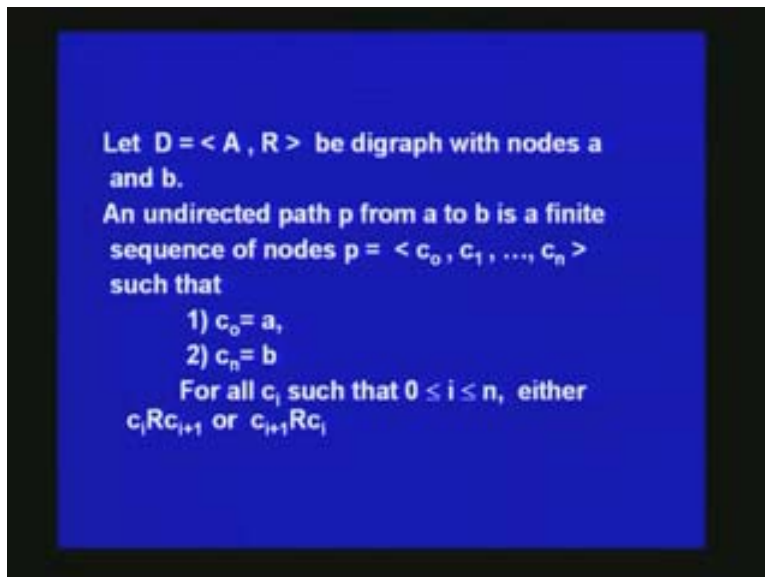 Let D = < A , R > be digraph with nodes a
and b.
An undirected path p from a to b is a finite
sequence of nodes p = < c₀ , c₁ , ..., cₙ >
such that
1) c₀= a,
2) cₙ= b
For all cᵢ such that 0 ≤ i ≤ n, either
cᵢRcᵢ₊₁ or cᵢ₊₁Rcᵢ